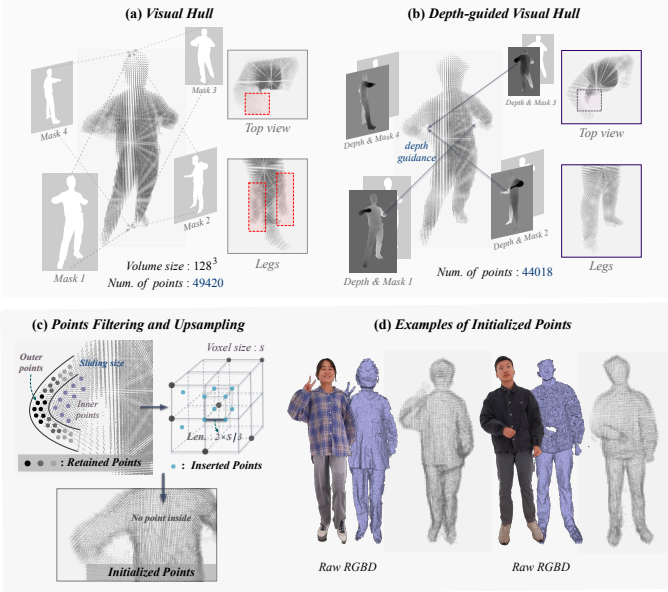 (a) Visual Hull
Mask 3
Mask 4
Top view
Mask 2
Mask 1
Legs
Volume size : 128³
Num. of points : 49420
(b) Depth-guided Visual Hull
Depth & Mask 3
Depth & Mask 4
depth
guidance
Top view
Depth & Mask 2
Depth & Mask 1
Legs
Num. of points : 44018
(c) Points Filtering and Upsampling
Outer
points
Sliding size
Inner
points
: Retained Points
Voxel size : s
Len. : 2×s/3
: Inserted Points
No point inside
Initialized Points
(d) Examples of Initialized Points
Raw RGBD
Raw RGBD